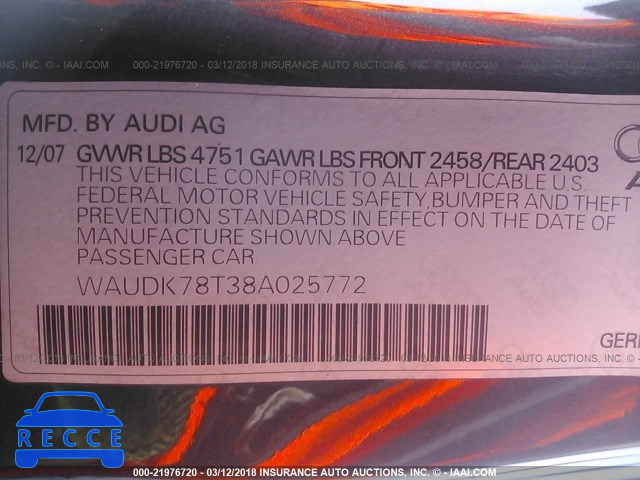 000-21976720 - 03/12/2018 INSURANCE AUTO AUCTIONS, INC. © - IAAI.COM
MFD. BY AUDI AG
12/07 GVWR LBS 4751 GAWR LBS FRONT 2458/REAR 2403
THIS VEHICLE CONFORMS TO ALL APPLICABLE U.S.
FEDERAL MOTOR VEHICLE SAFETY, BUMPER AND THEFT
PREVENTION STANDARDS IN EFFECT ON THE DATE OF
MANUFACTURE SHOWN ABOVE
PASSENGER CAR
WAUDK78T38A025772
GER
RECCE
000-21976720 - 03/12/2018 INSURANCE AUTO AUCTIONS, INC. © - IAAI.COM